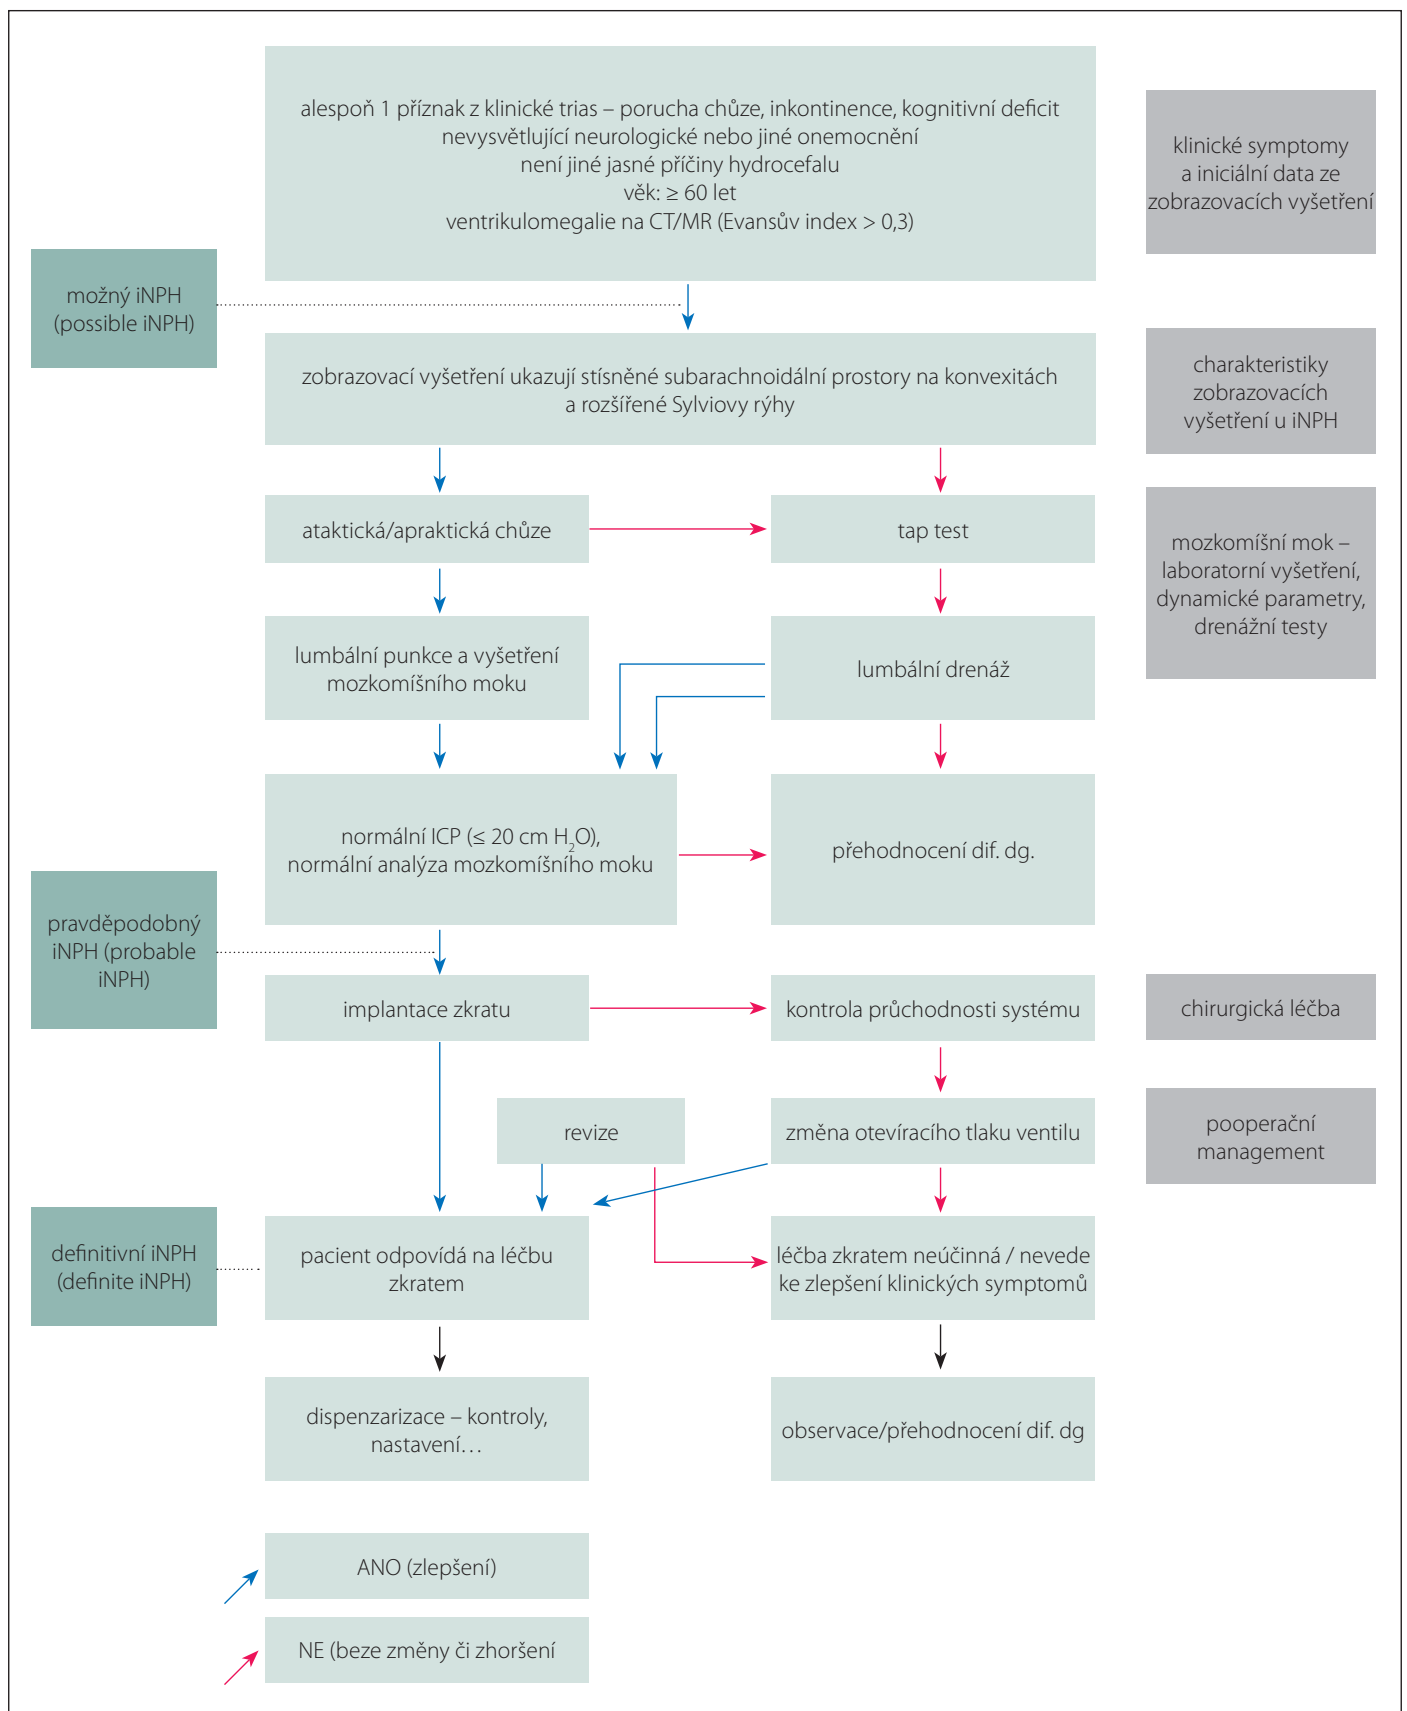 alespoň 1 příznak z klinické trias – porucha chůze, inkontinence, kognitivní deficit
nevysvětlující neurologické nebo jiné onemocnění
není jiné jasné příčiny hydrocefalu
věk: ≥ 60 let
ventrikulomegalie na CT/MR (Evansův index > 0,3)
klinické symptomy
a iniciální data ze
zobrazovacích vyšetření
možný iNPH
(possible iNPH)
zobrazovací vyšetření ukazují stísněné subarachnoidální prostory na konvexitách
a rozšířené Sylviovy rýhy
charakteristiky
zobrazovacích
vyšetření u iNPH
ataktická/apraktická chůze
tap test
mozkomíšní mok –
laboratorní vyšetření,
dynamické parametry,
drenážní testy
lumbální punkce a vyšetření
mozkomíšního moku
lumbální drenáž
normální ICP (≤ 20 cm H₂O),
normální analýza mozkomíšního moku
přehodnocení dif. dg.
pravděpodobný
iNPH (probable
iNPH)
implantace zkratu
kontrola průchodnosti systému
chirurgická léčba
revize
změna otevíracího tlaku ventilu
pooperační
management
definitivní iNPH
(definite iNPH)
pacient odpovídá na léčbu
zkratem
léčba zkratem neúčinná / nevede
ke zlepšení klinických symptomů
dispenzarizace – kontroly,
nastavení…
observace/přehodnocení dif. dg
ANO (zlepšení)
NE (beze změny či zhoršení